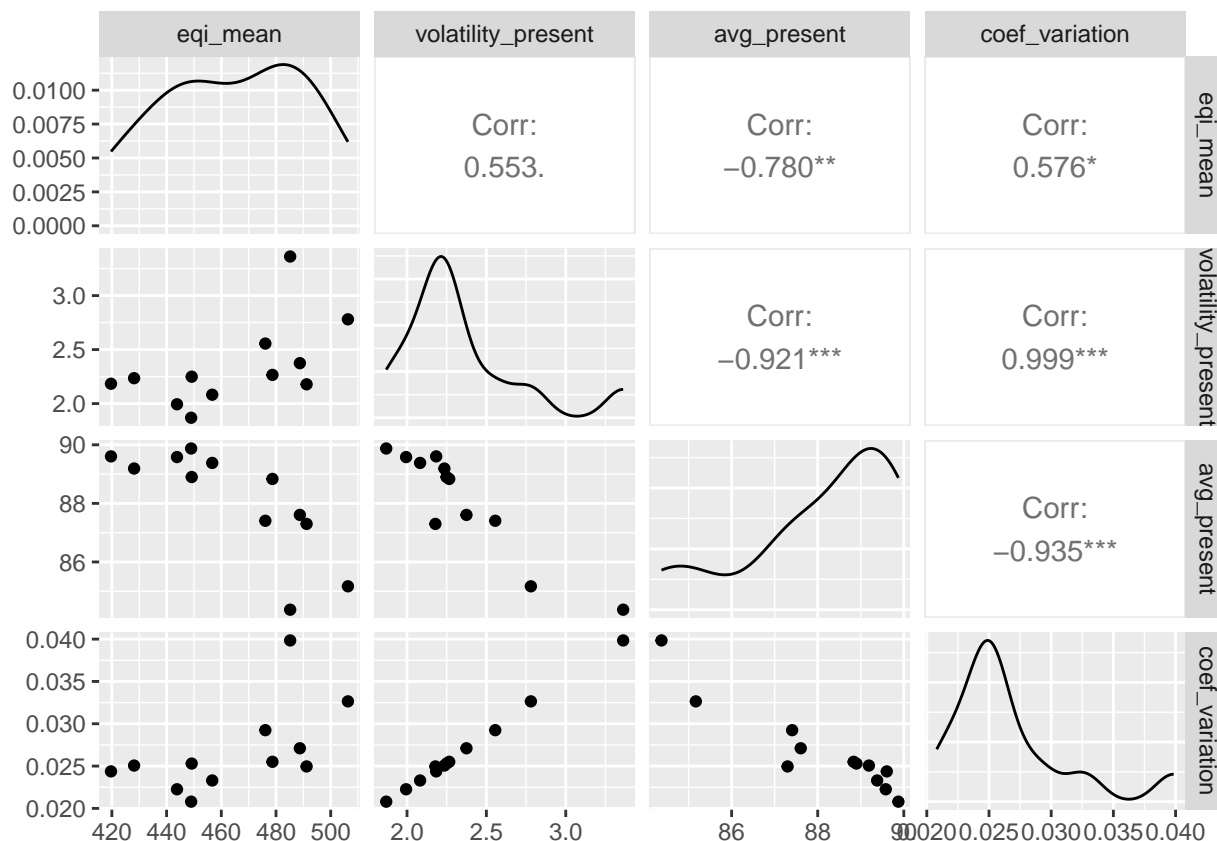 eqi_mean volatility_present avg_present coef_variation
0.0100
0.0075
0.0050
0.0025
0.0000
Corr:
0.553.
Corr:
−0.780**
Corr:
0.576*
eqi_mean
3.0
2.5
2.0
Corr:
−0.921***
Corr:
0.999***
volatility_present
90
88
86
Corr:
−0.935***
avg_present
0.040
0.035
0.030
0.025
0.020
coef_variation
420 440 460 480 500
2.0 2.5 3.0
86 88 90
0.020 0.025 0.030 0.035 0.040